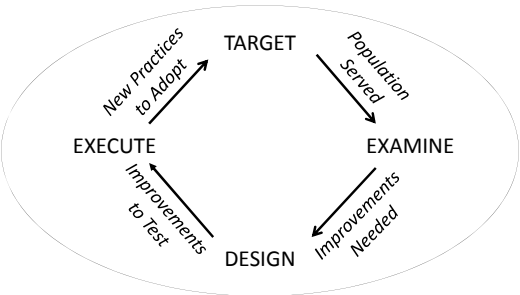 TARGET
New Practices
to Adopt
Population
Served
EXECUTE
EXAMINE
Improvements
to Test
Improvements
Needed
DESIGN